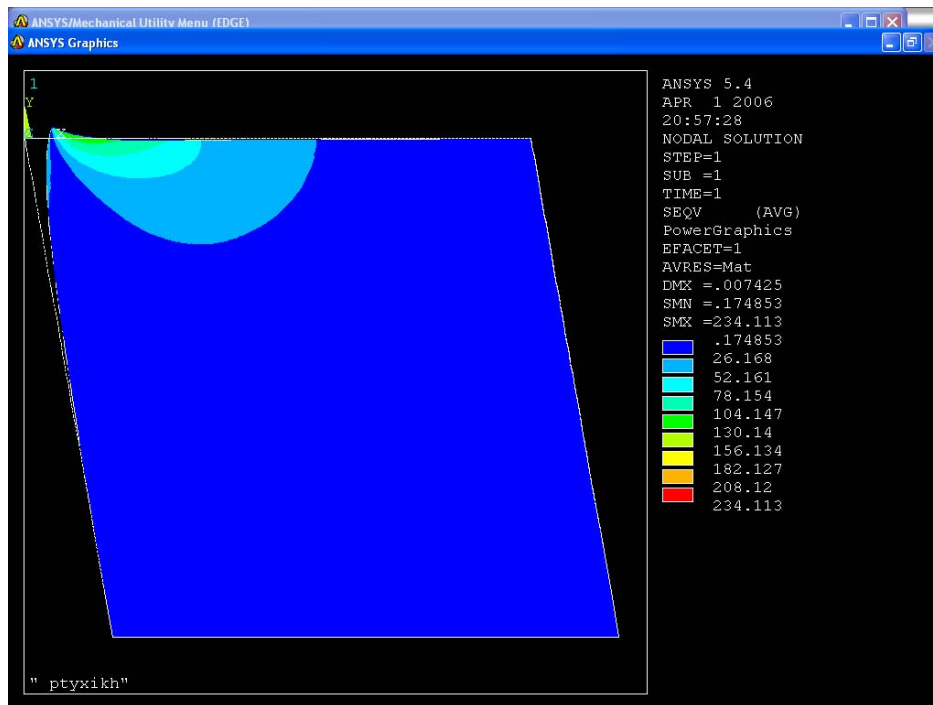 ANSYS/Mechanical Utility Menu (EDGE)
ANSYS Graphics
1
Y
X
ANSYS 5.4
APR 1 2006
20:57:28
NODAL SOLUTION
STEP=1
SUB =1
TIME=1
SEQV (AVG)
PowerGraphics
EFACET=1
AVRES=Mat
DMX =.007425
SMN =.174853
SMX =234.113
.174853
26.168
52.161
78.154
104.147
130.14
156.134
182.127
208.12
234.113
" ptyxikh"